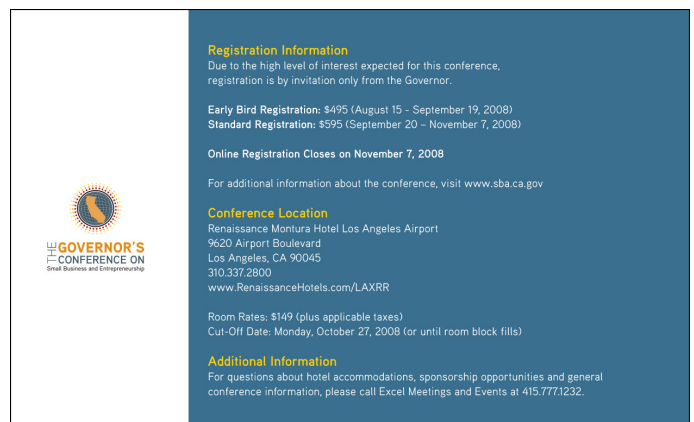 THE GOVERNOR'S
CONFERENCE ON
Small Business and Entrepreneurship
Registration Information
Due to the high level of interest expected for this conference,
registration is by invitation only from the Governor.
Early Bird Registration: $495 (August 15 - September 19, 2008)
Standard Registration: $595 (September 20 – November 7, 2008)
Online Registration Closes on November 7, 2008
For additional information about the conference, visit www.sba.ca.gov
Conference Location
Renaissance Montura Hotel Los Angeles Airport
9620 Airport Boulevard
Los Angeles, CA 90045
310.337.2800
www.RenaissanceHotels.com/LAXRR
Room Rates: $149 (plus applicable taxes)
Cut-Off Date: Monday, October 27, 2008 (or until room block fills)
Additional Information
For questions about hotel accommodations, sponsorship opportunities and general
conference information, please call Excel Meetings and Events at 415.777.1232.